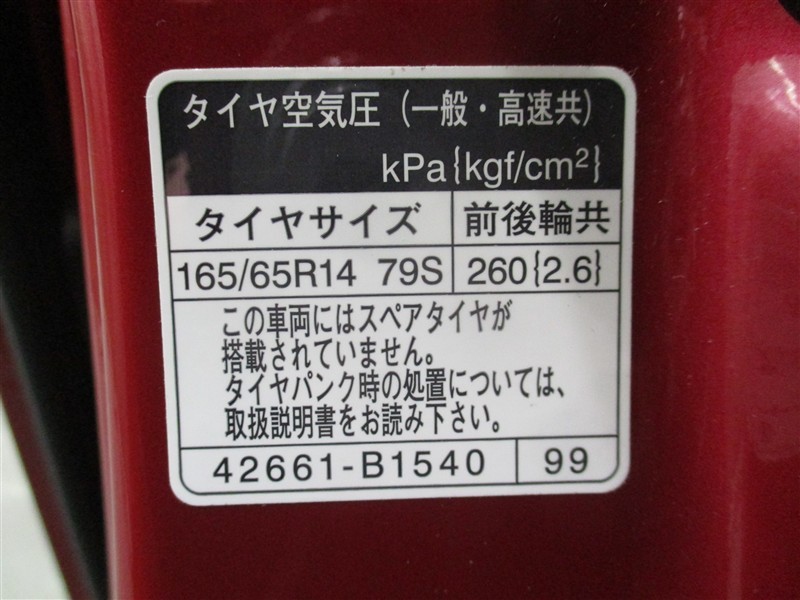 タイヤ空気圧(一般・高速共)
kPa{kgf/cm²}
タイヤサイズ 前後輪共
165/65R14 79S 260{2.6}
この車両にはスペアタイヤが
搭載されていません。
タイヤパンク時の処置については、
取扱説明書をお読み下さい。
42661-B1540 99